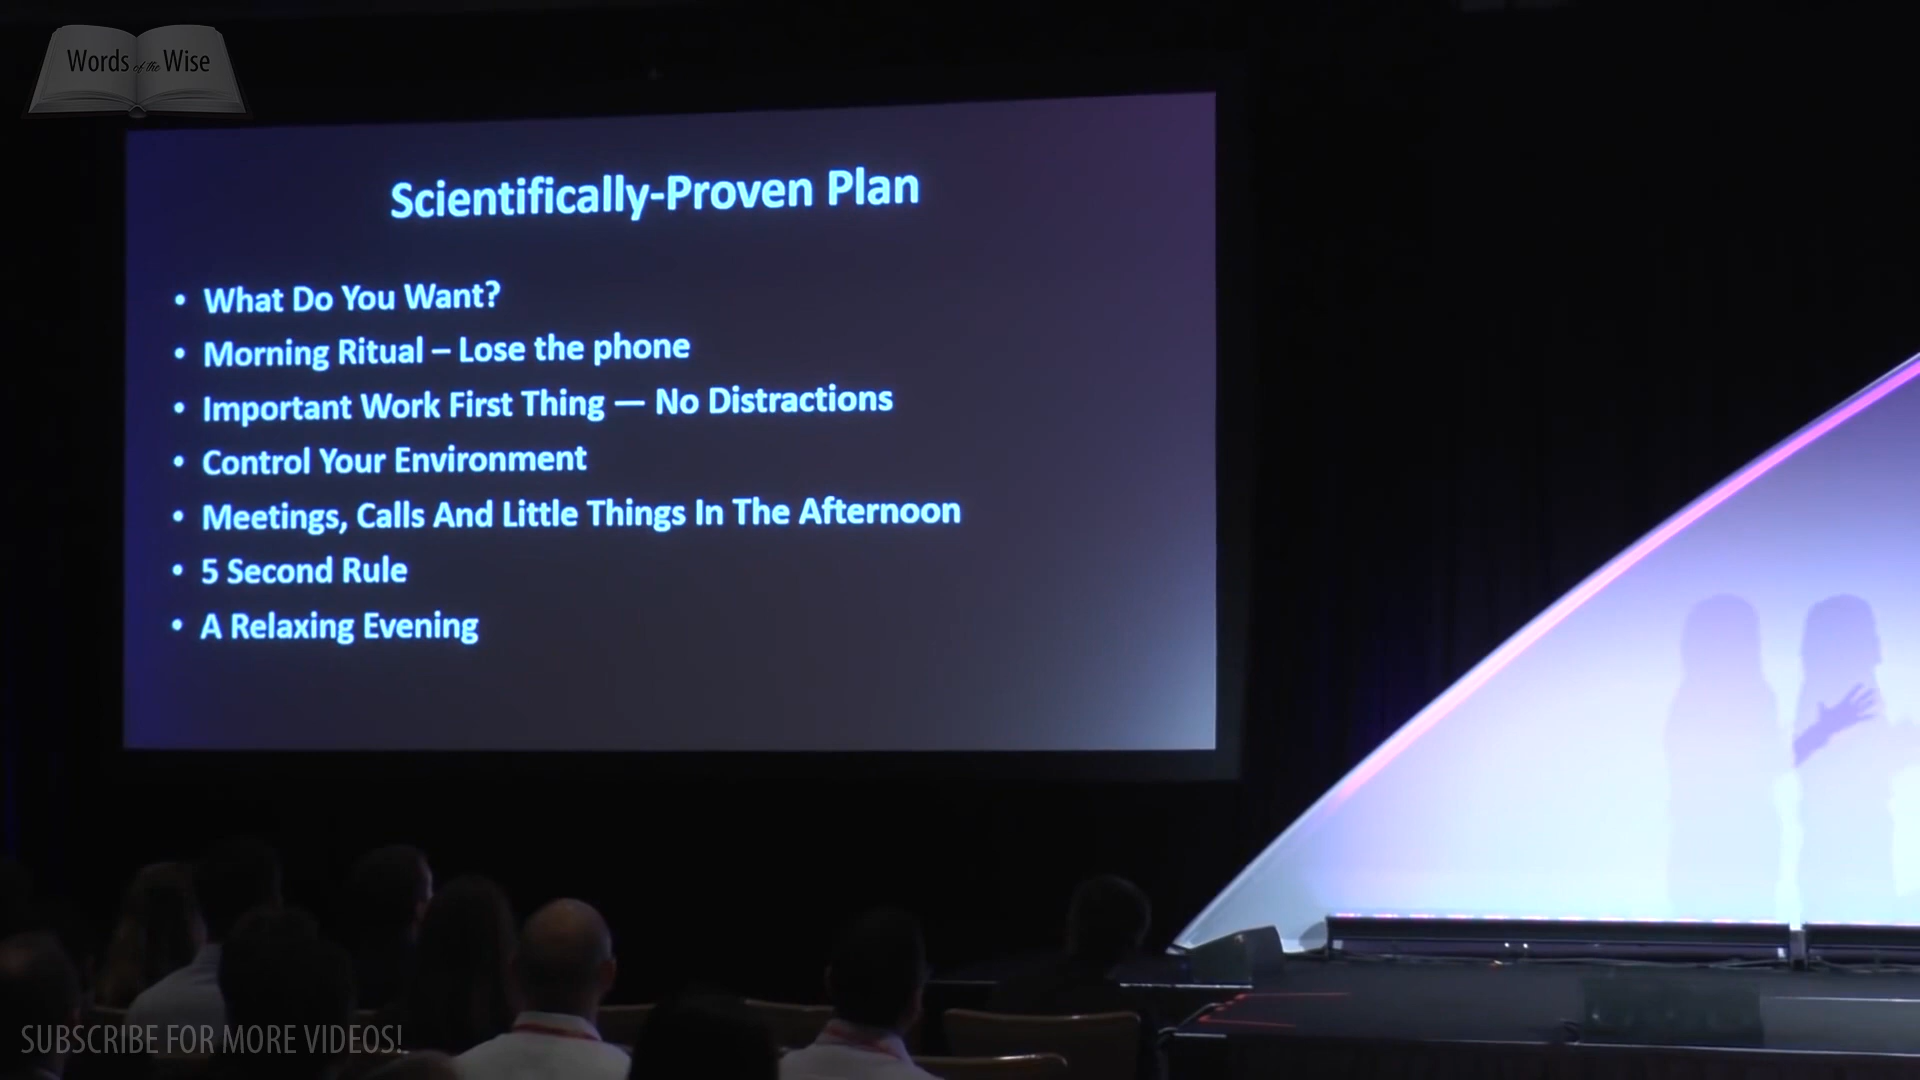 Words of the Wise
Scientifically-Proven Plan
• What Do You Want?
• Morning Ritual – Lose the phone
• Important Work First Thing — No Distractions
• Control Your Environment
• Meetings, Calls And Little Things In The Afternoon
• 5 Second Rule
• A Relaxing Evening
SUBSCRIBE FOR MORE VIDEOS!